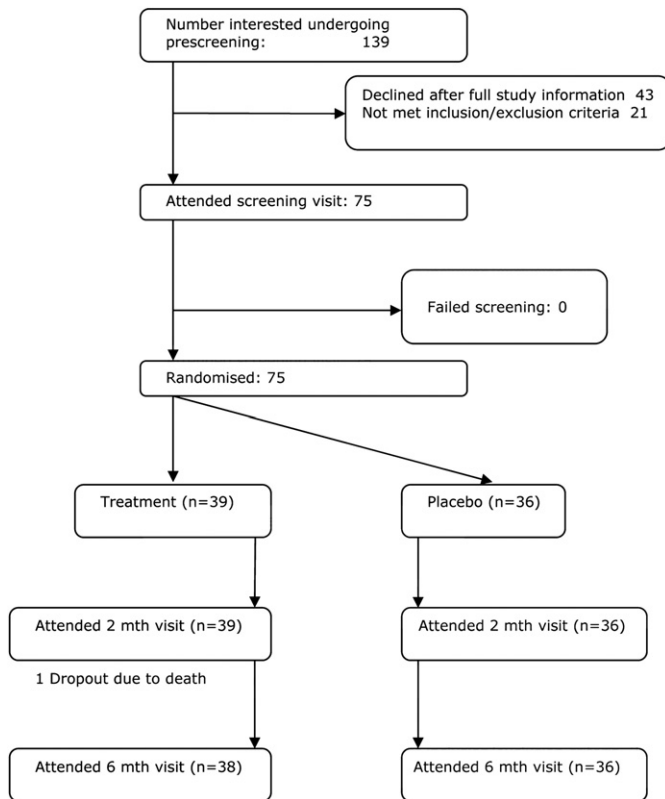 Number interested undergoing
prescreening: 139
Declined after full study information 43
Not met inclusion/exclusion criteria 21
Attended screening visit: 75
Failed screening: 0
Randomised: 75
Treatment (n=39)
Placebo (n=36)
Attended 2 mth visit (n=39)
Attended 2 mth visit (n=36)
1 Dropout due to death
Attended 6 mth visit (n=38)
Attended 6 mth visit (n=36)